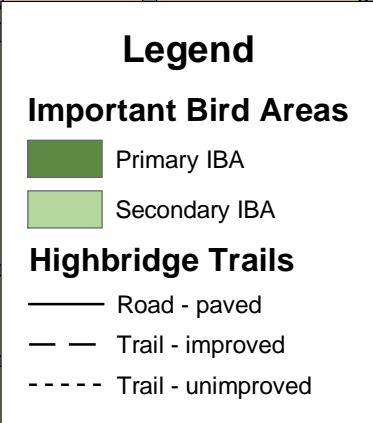 Legend
Important Bird Areas
Primary IBA
Secondary IBA
Highbridge Trails
Road - paved
Trail - improved
Trail - unimproved